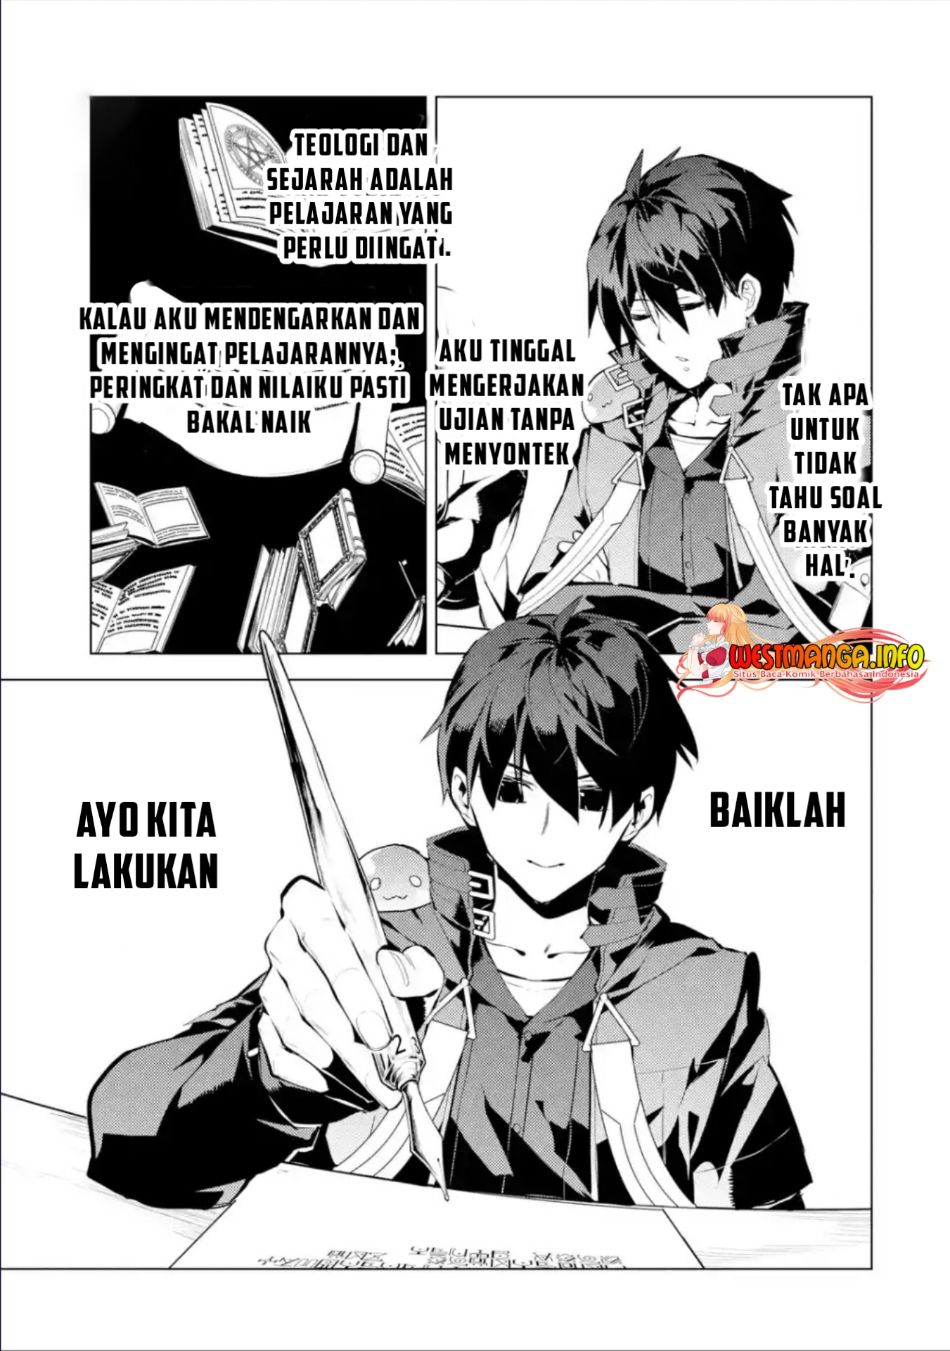 TAK APA
UNTUK
TIDAK
TAHU SOAL
BANYAK
HAL.
AKU TINGGAL
MENGERJAKAN
UJIAN TANPA
MENYONTEK
TEOLOGI DAN
SEJARAH ADALAH
PELAJARAN YANG
PERLU DIINGAT.
KALAU AKU MENDENGARKAN DAN
MENGINGAT PELAJARANNYA,
PERINGKAT DAN NILAIKU PASTI
BAKAL NAIK
WESTMANGA.INFO
Situs Baca Komik Berbahasa Indonesia
BAIKLAH
AYO KITA
LAKUKAN